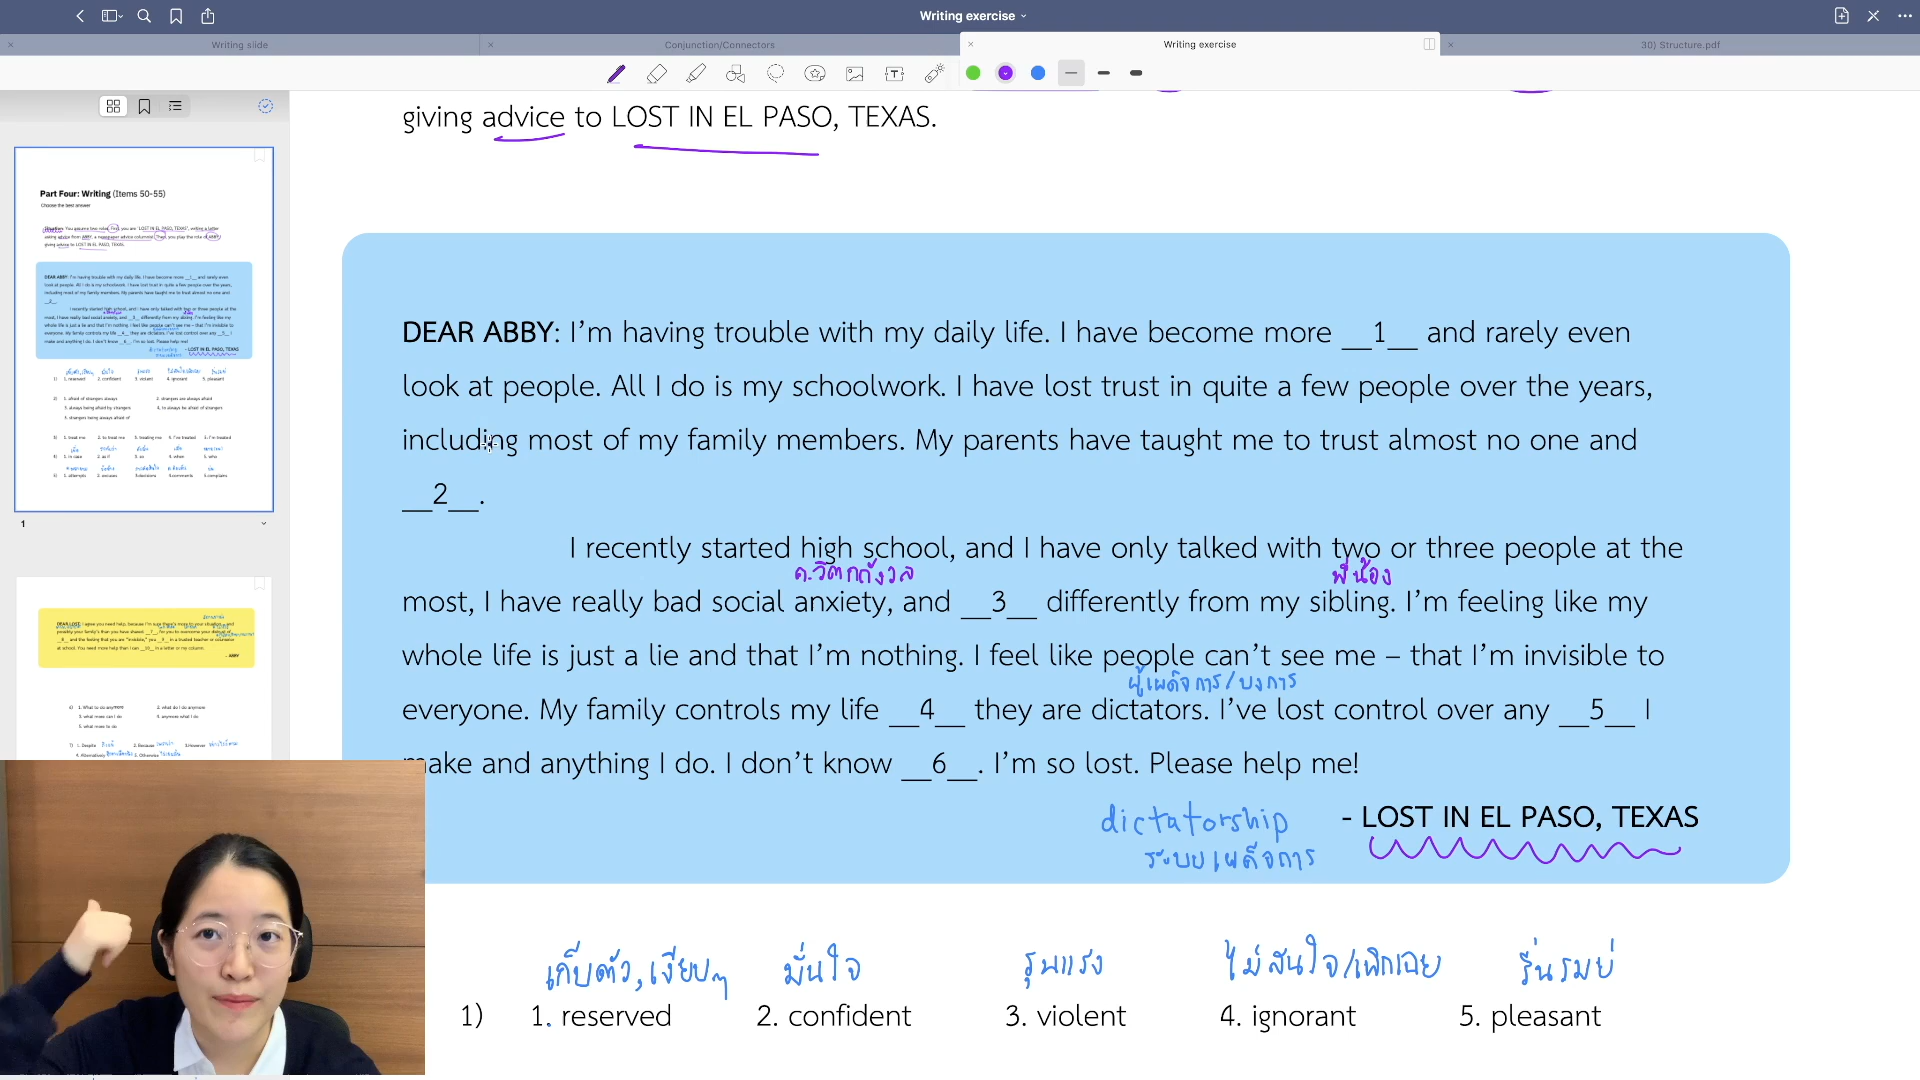 Writing exercise
Writing slide
Conjunction/Connectors
Writing exercise
30) Structure.pdf
giving advice to LOST IN EL PASO, TEXAS.
Part Four: Writing (Items 50-55)
Choose the best answer
DEAR ABBY: I'm having trouble with my daily life. I have become more __1__ and rarely even
look at people. All I do is my schoolwork. I have lost trust in quite a few people over the years,
including most of my family members. My parents have taught me to trust almost no one and
__2__.
I recently started high school, and I have only talked with two or three people at the
ค.วิตกกังวล พี่น้อง
most, I have really bad social anxiety, and __3__ differently from my sibling. I'm feeling like my
whole life is just a lie and that I'm nothing. I feel like people can't see me – that I'm invisible to
ผู้เผด็จการ/บงการ
everyone. My family controls my life __4__ they are dictators. I've lost control over any __5__ I
make and anything I do. I don't know __6__. I'm so lost. Please help me!
dictatorship - LOST IN EL PASO, TEXAS
ระบบเผด็จการ
เก็บตัว,เงียบๆ มั่นใจ รุนแรง ไม่สนใจ/เพิกเฉย รื่นรมย์
1) 1. reserved 2. confident 3. violent 4. ignorant 5. pleasant
1